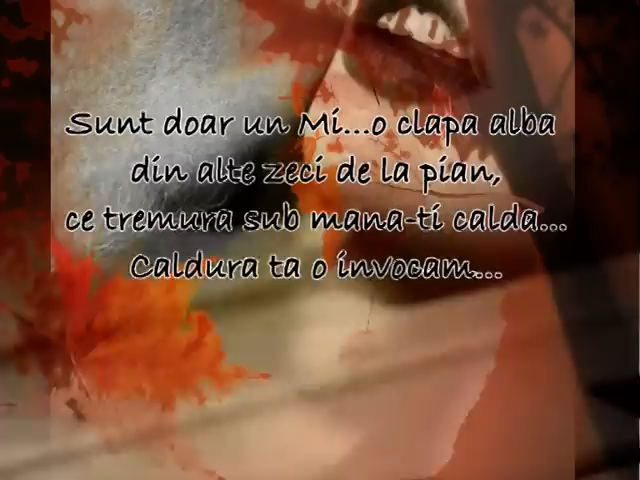 Sunt doar un Mi...o clapa alba
din alte zeci de la pian,
ce tremura sub mana-ti calda...
Caldura ta o invocam...